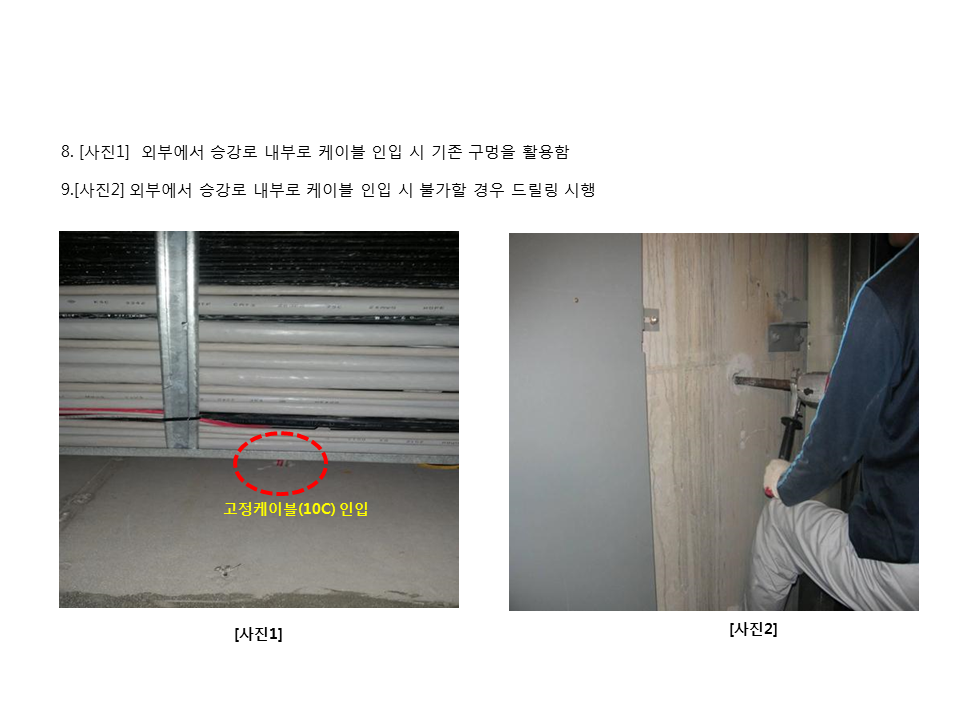 8. [사진1] 외부에서 승강로 내부로 케이블 인입 시 기존 구멍을 활용함
9.[사진2] 외부에서 승강로 내부로 케이블 인입 시 불가할 경우 드릴링 시행
고정케이블(10C) 인입
[사진1]
[사진2]